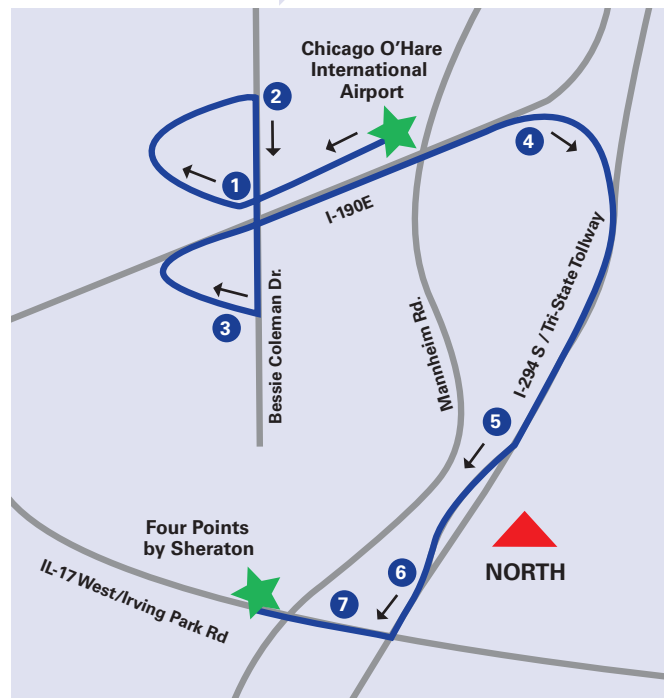 Chicago O'Hare
International
Airport
2
1
4
I-190E
3
Bessie Coleman Dr.
Mannheim Rd.
I-294 S / Tri-State Tollway
5
Four Points
by Sheraton
NORTH
6
7
IL-17 West/Irving Park Rd